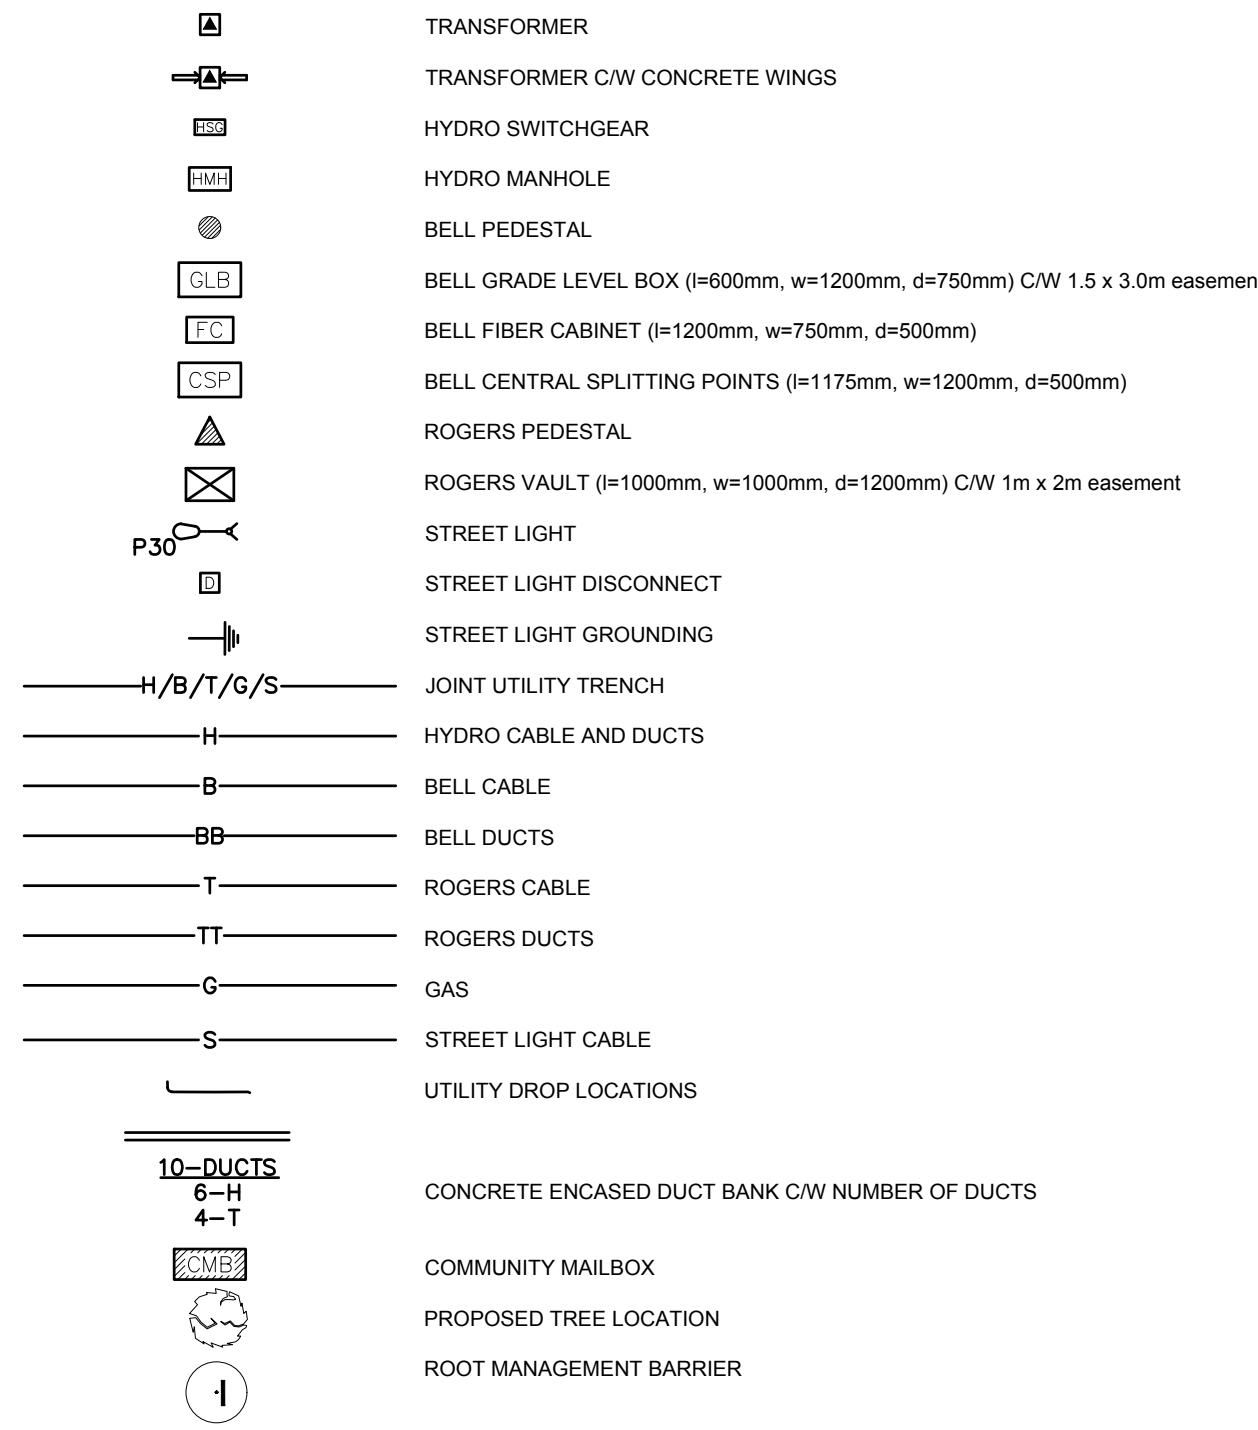 TRANSFORMER
TRANSFORMER C/W CONCRETE WINGS
HSG HYDRO SWITCHGEAR
HMH HYDRO MANHOLE
BELL PEDESTAL
GLB BELL GRADE LEVEL BOX (l=600mm, w=1200mm, d=750mm) C/W 1.5 x 3.0m easemen
FC BELL FIBER CABINET (l=1200mm, w=750mm, d=500mm)
CSP BELL CENTRAL SPLITTING POINTS (l=1175mm, w=1200mm, d=500mm)
ROGERS PEDESTAL
ROGERS VAULT (l=1000mm, w=1000mm, d=1200mm) C/W 1m x 2m easement
P30 STREET LIGHT
D STREET LIGHT DISCONNECT
STREET LIGHT GROUNDING
H/B/T/G/S JOINT UTILITY TRENCH
H HYDRO CABLE AND DUCTS
B BELL CABLE
BB BELL DUCTS
T ROGERS CABLE
TT ROGERS DUCTS
G GAS
S STREET LIGHT CABLE
UTILITY DROP LOCATIONS
10-DUCTS
6-H CONCRETE ENCASED DUCT BANK C/W NUMBER OF DUCTS
4-T
CMB COMMUNITY MAILBOX
PROPOSED TREE LOCATION
ROOT MANAGEMENT BARRIER